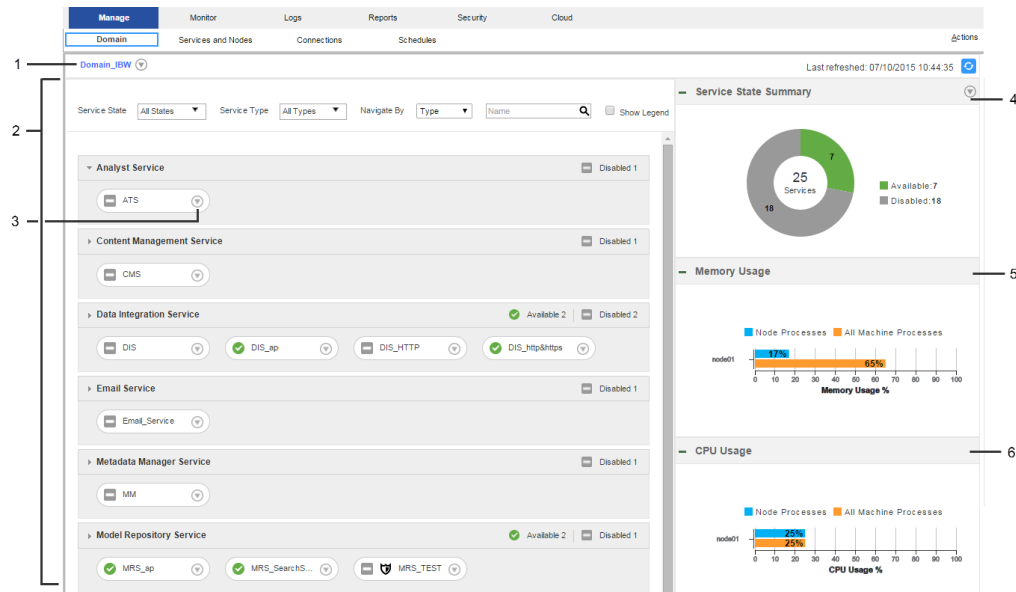 Manage Monitor Logs Reports Security Cloud
Domain Services and Nodes Connections Schedules Actions
1 Domain_IBW Last refreshed: 07/10/2015 10:44:35
2
Service State All States Service Type All Types Navigate By Type Name Show Legend
Analyst Service Disabled 1
ATS
3
Content Management Service Disabled 1
CMS
Data Integration Service Available 2 Disabled 2
DIS DIS_ap DIS_HTTP DIS_http&https
Email Service Disabled 1
Email_Service
Metadata Manager Service Disabled 1
MM
Model Repository Service Available 2 Disabled 1
MRS_ap MRS_SearchS... MRS_TEST
Service State Summary
4
7
25
Services
18
Available:7
Disabled:18
Memory Usage
5
Node Processes All Machine Processes
17%
node01
65%
0 10 20 30 40 50 60 70 80 90 100
Memory Usage %
CPU Usage
6
Node Processes All Machine Processes
25%
node01
25%
0 10 20 30 40 50 60 70 80 90 100
CPU Usage %